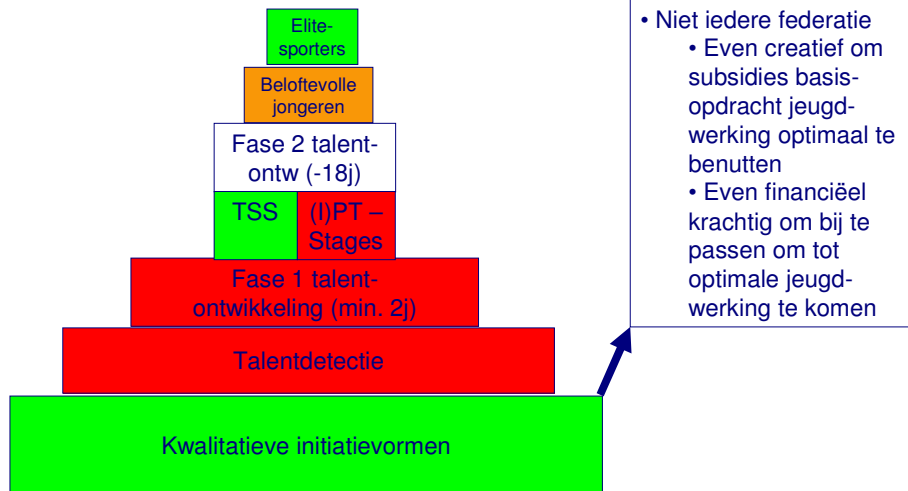 Elite-
sporters
Beloftevolle
jongeren
Fase 2 talent-
ontw (-18j)
TSS
(I)PT –
Stages
Fase 1 talent-
ontwikkeling (min. 2j)
Talentdetectie
Kwalitatieve initiatievormen
• Niet iedere federatie
• Even creatief om
subsidies basis-
opdracht jeugd-
werking optimaal te
benutten
• Even financiëel
krachtig om bij te
passen om tot
optimale jeugd-
werking te komen